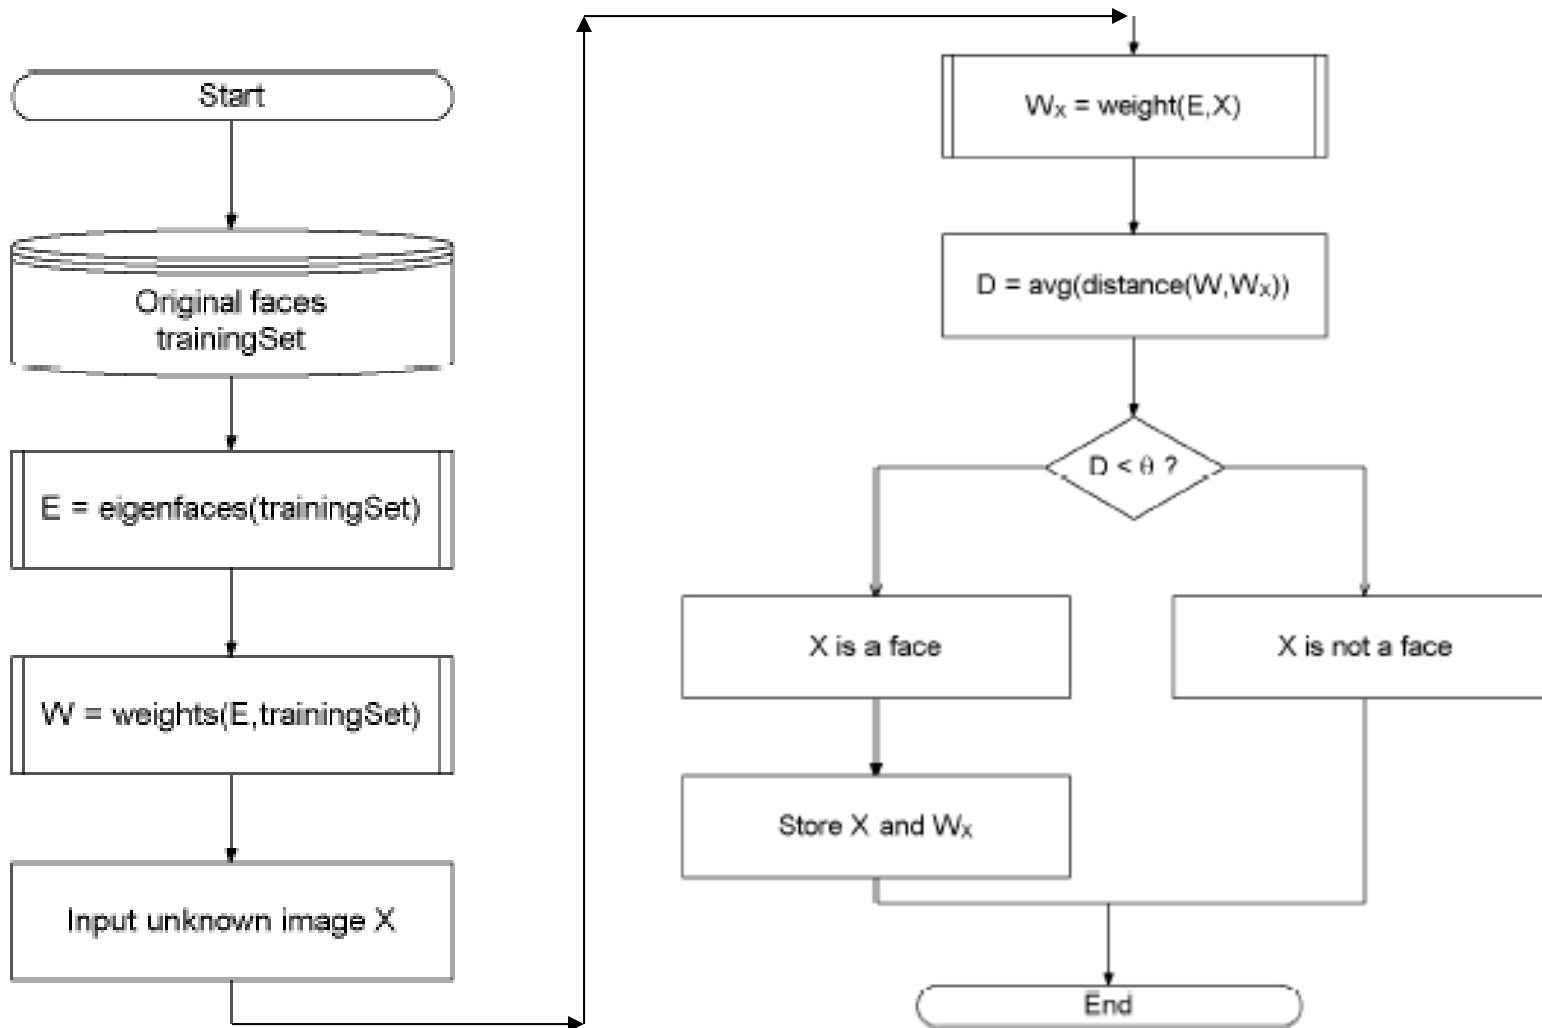 Start
Original faces
trainingSet
E = eigenfaces(trainingSet)
W = weights(E,trainingSet)
Input unknown image X
Wₓ = weight(E,X)
D = avg(distance(W,Wₓ))
D < θ ?
X is a face
X is not a face
Store X and Wₓ
End